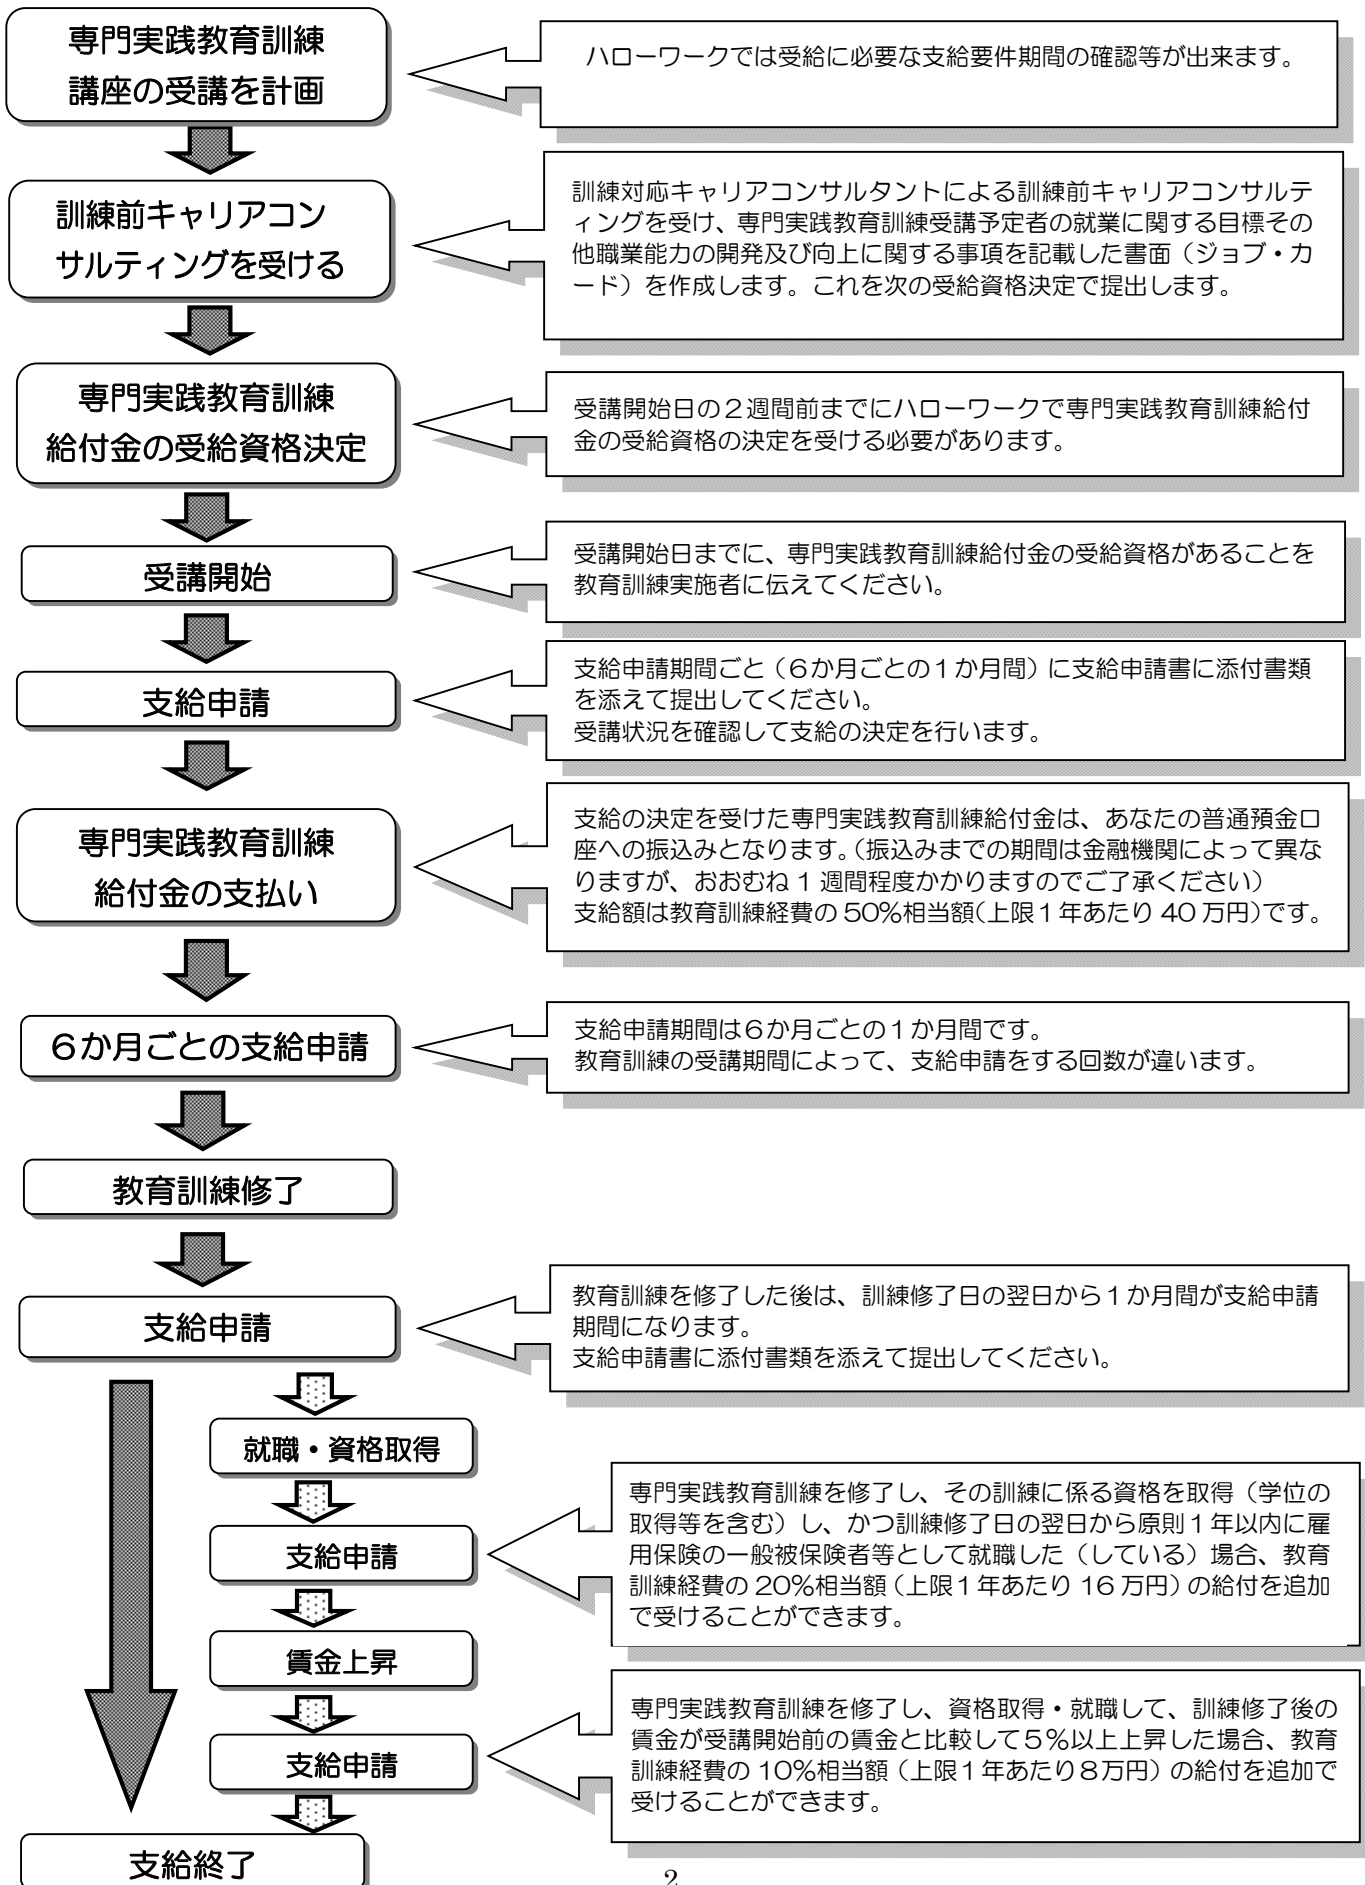 専門実践教育訓練
講座の受講を計画
ハローワークでは受給に必要な支給要件期間の確認等が出来ます。
訓練前キャリアコン
サルティングを受ける
訓練対応キャリアコンサルタントによる訓練前キャリアコンサルテ
ィングを受け、専門実践教育訓練受講予定者の就業に関する目標その
他職業能力の開発及び向上に関する事項を記載した書面（ジョブ・カ
ード）を作成します。これを次の受給資格決定で提出します。
専門実践教育訓練
給付金の受給資格決定
受講開始日の２週間前までにハローワークで専門実践教育訓練給付
金の受給資格の決定を受ける必要があります。
受講開始
受講開始日までに、専門実践教育訓練給付金の受給資格があることを
教育訓練実施者に伝えてください。
支給申請
支給申請期間ごと（６か月ごとの１か月間）に支給申請書に添付書類
を添えて提出してください。
受講状況を確認して支給の決定を行います。
専門実践教育訓練
給付金の支払い
支給の決定を受けた専門実践教育訓練給付金は、あなたの普通預金口
座への振込みとなります。（振込みまでの期間は金融機関によって異な
りますが、おおむね 1 週間程度かかりますのでご了承ください）
支給額は教育訓練経費の 50％相当額（上限１年あたり 40 万円）です。
６か月ごとの支給申請
支給申請期間は６か月ごとの１か月間です。
教育訓練の受講期間によって、支給申請をする回数が違います。
教育訓練修了
支給申請
教育訓練を修了した後は、訓練修了日の翌日から１か月間が支給申請
期間になります。
支給申請書に添付書類を添えて提出してください。
就職・資格取得
支給申請
専門実践教育訓練を修了し、その訓練に係る資格を取得（学位の
取得等を含む）し、かつ訓練修了日の翌日から原則１年以内に雇
用保険の一般被保険者等として就職した（している）場合、教育
訓練経費の 20％相当額（上限１年あたり 16 万円）の給付を追加
で受けることができます。
賃金上昇
支給申請
専門実践教育訓練を修了し、資格取得・就職して、訓練修了後の
賃金が受講開始前の賃金と比較して５％以上上昇した場合、教育
訓練経費の 10％相当額（上限１年あたり８万円）の給付を追加で
受けることができます。
支給終了
2